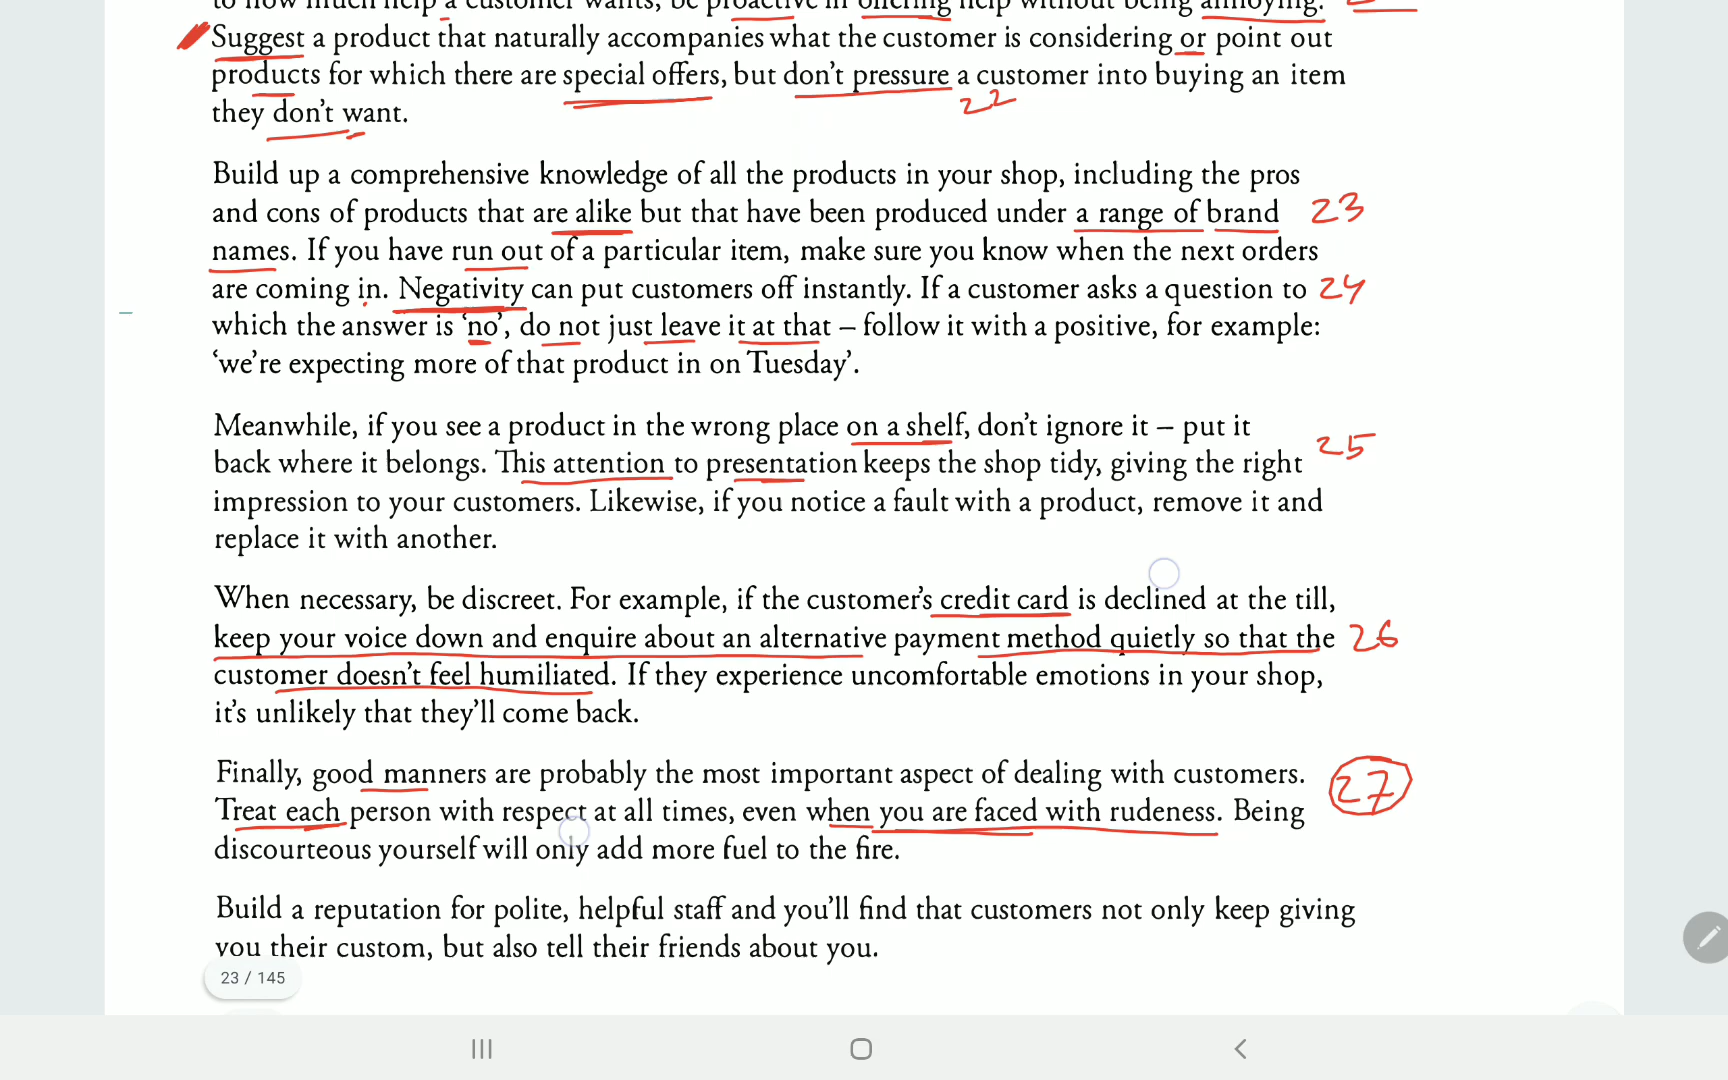 to how much help a customer wants, be proactive in offering help without being annoying.
Suggest a product that naturally accompanies what the customer is considering or point out
products for which there are special offers, but don't pressure a customer into buying an item
22
they don't want.
Build up a comprehensive knowledge of all the products in your shop, including the pros
and cons of products that are alike but that have been produced under a range of brand 23
names. If you have run out of a particular item, make sure you know when the next orders
are coming in. Negativity can put customers off instantly. If a customer asks a question to 24
which the answer is ‘no’, do not just leave it at that – follow it with a positive, for example:
‘we're expecting more of that product in on Tuesday’.
Meanwhile, if you see a product in the wrong place on a shelf, don't ignore it – put it
25
back where it belongs. This attention to presentation keeps the shop tidy, giving the right
impression to your customers. Likewise, if you notice a fault with a product, remove it and
replace it with another.
When necessary, be discreet. For example, if the customer's credit card is declined at the till,
keep your voice down and enquire about an alternative payment method quietly so that the 26
customer doesn't feel humiliated. If they experience uncomfortable emotions in your shop,
it's unlikely that they'll come back.
Finally, good manners are probably the most important aspect of dealing with customers. 27
Treat each person with respect at all times, even when you are faced with rudeness. Being
discourteous yourself will only add more fuel to the fire.
Build a reputation for polite, helpful staff and you'll find that customers not only keep giving
you their custom, but also tell their friends about you.
23 / 145